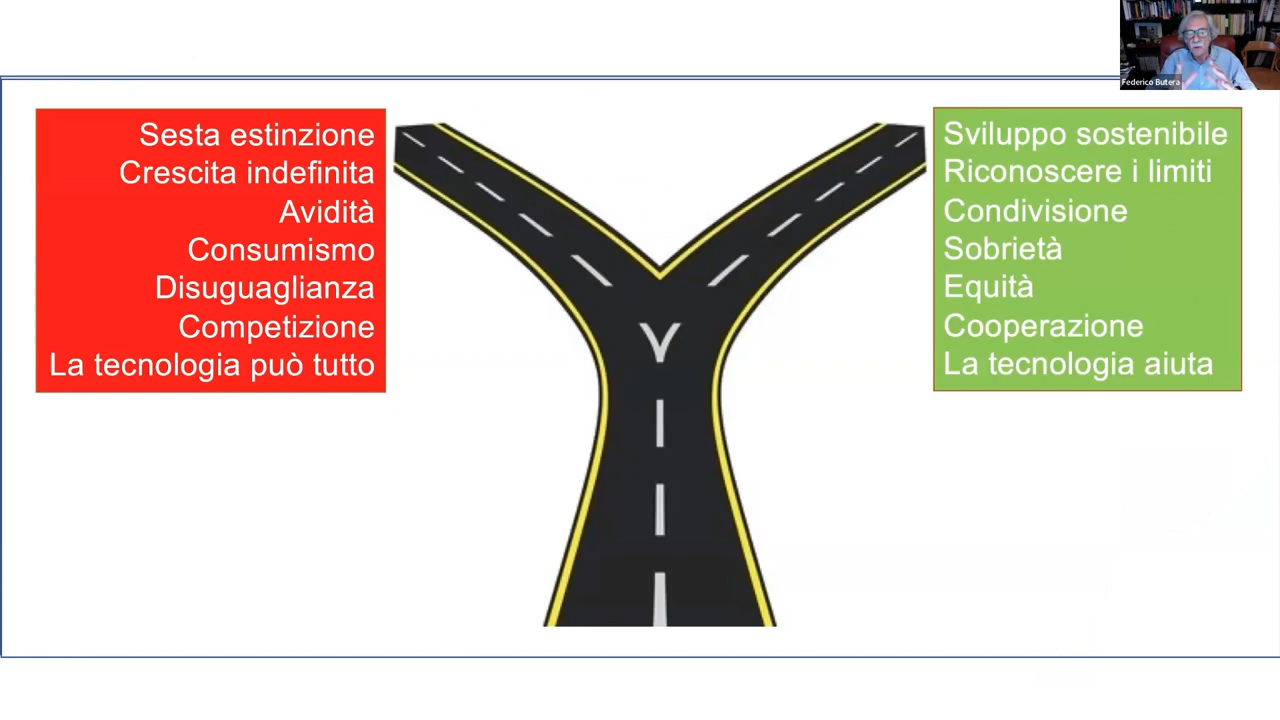 Federico Butera
Sesta estinzione
Crescita indefinita
Avidità
Consumismo
Disuguaglianza
Competizione
La tecnologia può tutto
Sviluppo sostenibile
Riconoscere i limiti
Condivisione
Sobrietà
Equità
Cooperazione
La tecnologia aiuta